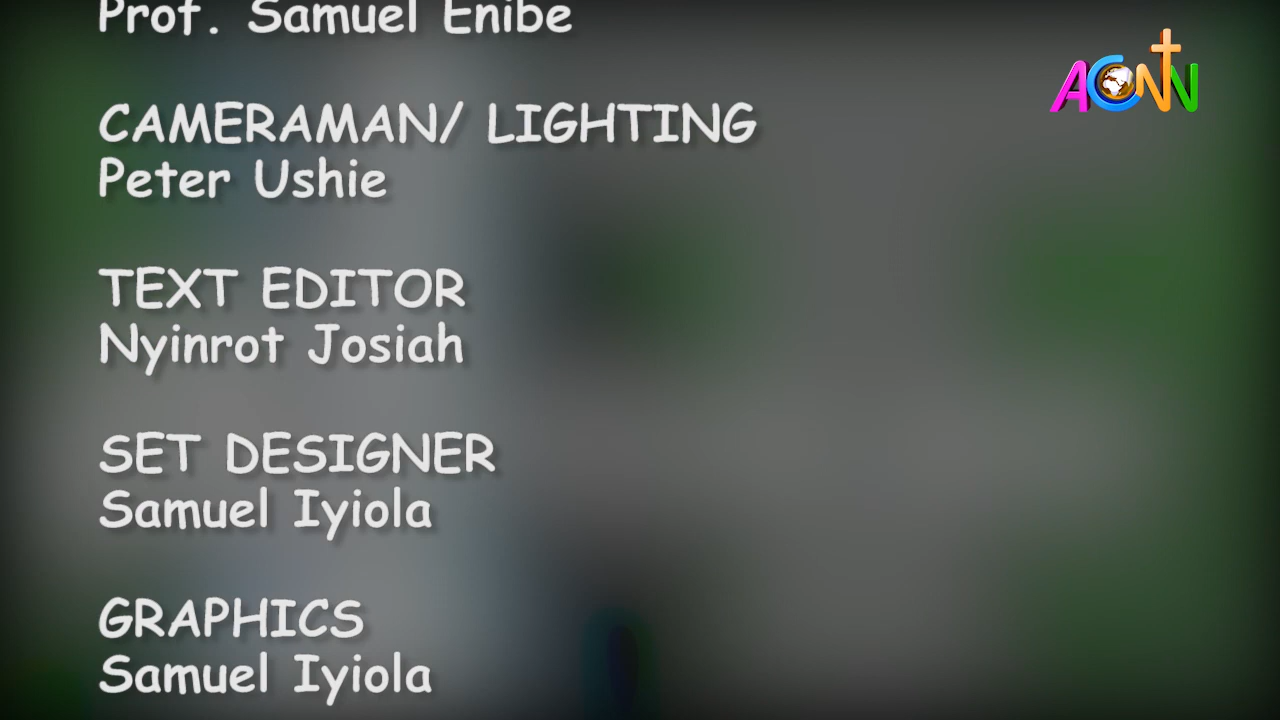 Prof. Samuel Enibe
ACNN
CAMERAMAN/ LIGHTING
Peter Ushie
TEXT EDITOR
Nyinrot Josiah
SET DESIGNER
Samuel Iyiola
GRAPHICS
Samuel Iyiola